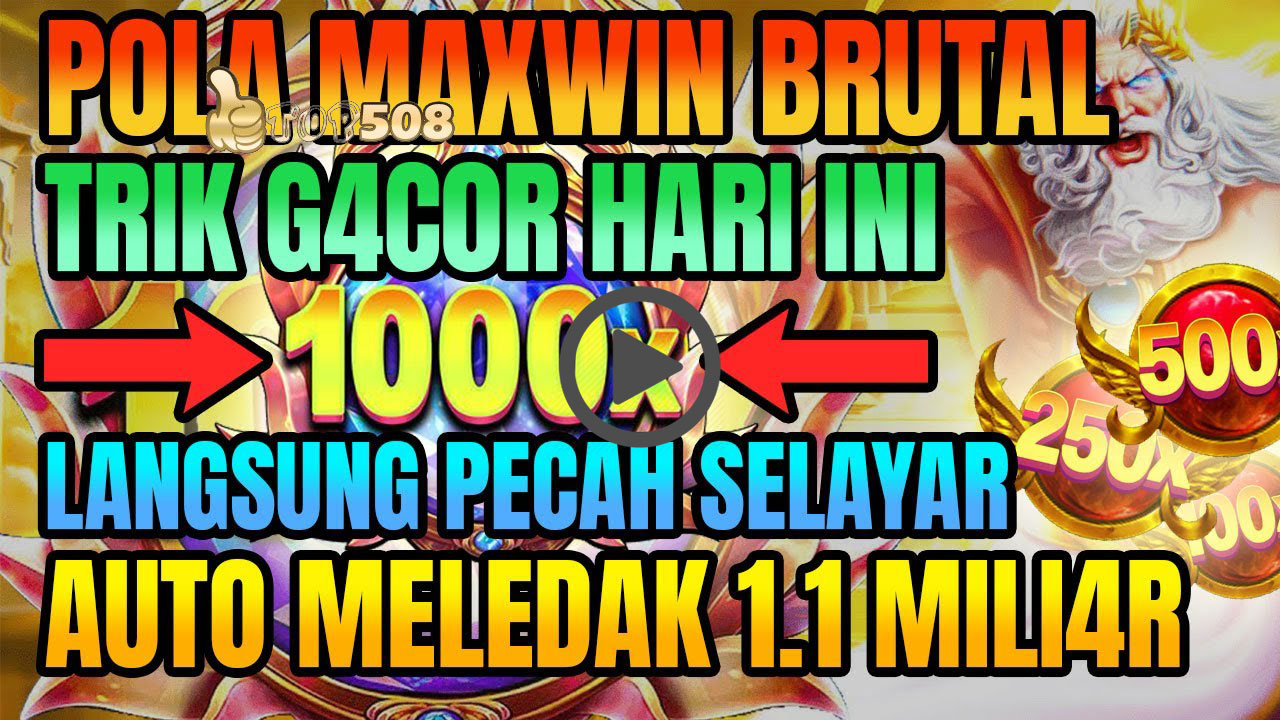 POLA MAXWIN BRUTAL
TOP508
TRIK G4COR HARI INI
1000x
500x
250x
100x
LANGSUNG PECAH SELAYAR
AUTO MELEDAK 1.1 MILI4R